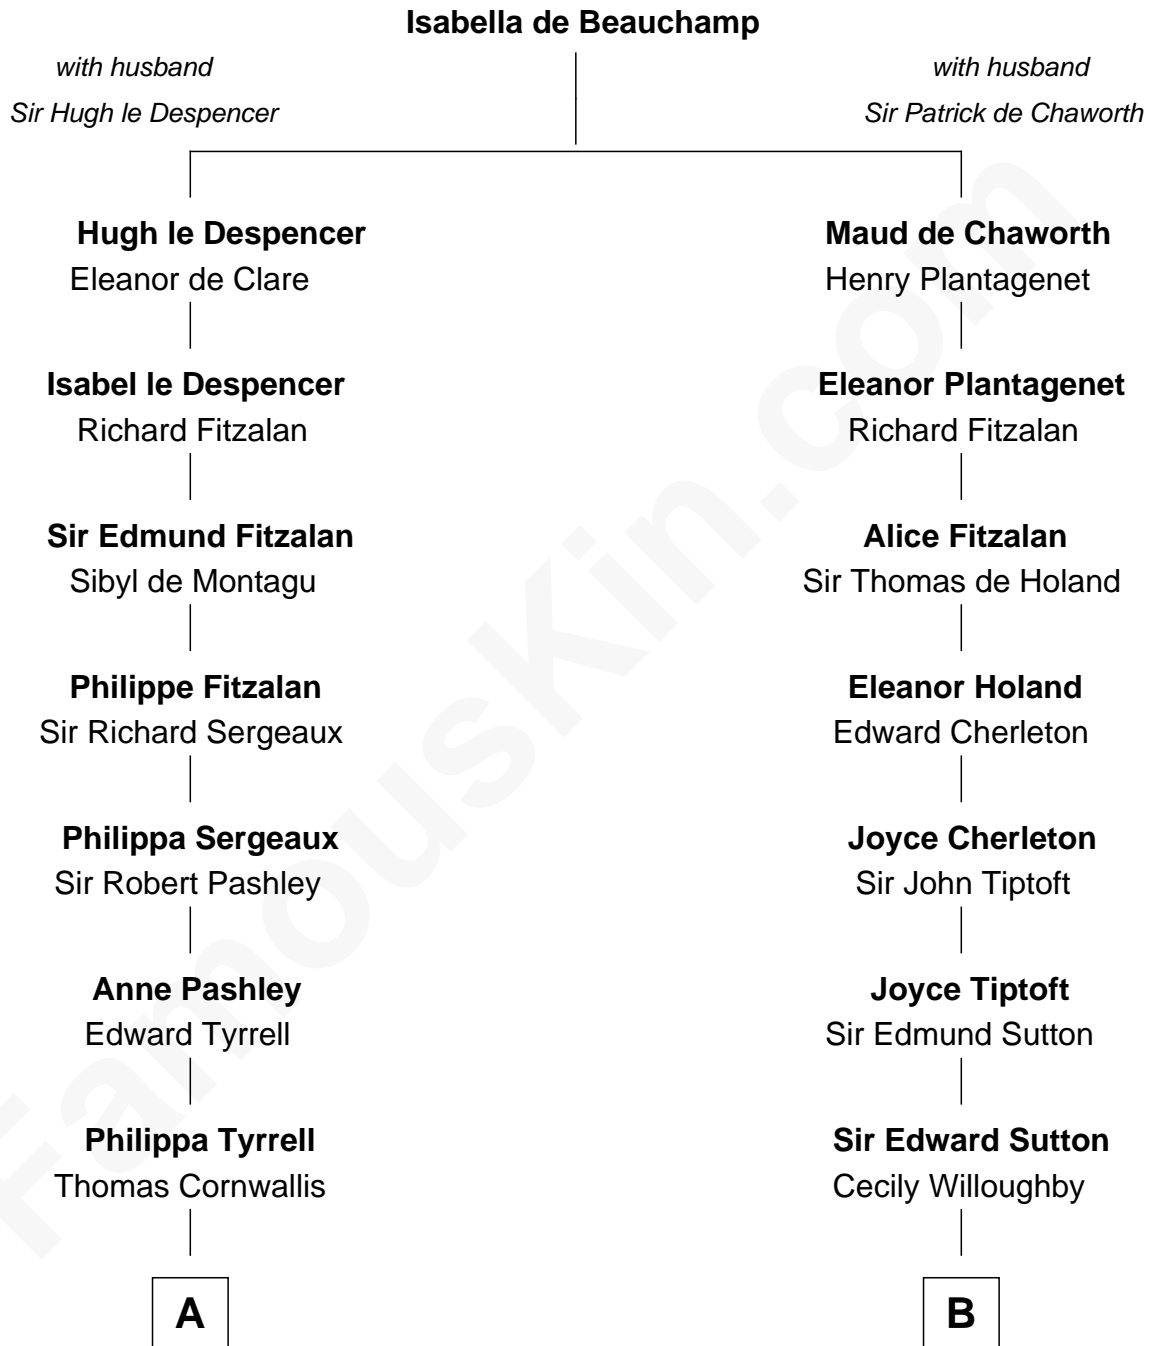 Isabella de Beauchamp
with husband
Sir Hugh le Despencer
with husband
Sir Patrick de Chaworth
Hugh le Despencer
Eleanor de Clare
Maud de Chaworth
Henry Plantagenet
Isabel le Despencer
Richard Fitzalan
Eleanor Plantagenet
Richard Fitzalan
Sir Edmund Fitzalan
Sibyl de Montagu
Alice Fitzalan
Sir Thomas de Holand
Philippe Fitzalan
Sir Richard Sergeaux
Eleanor Holand
Edward Cherleton
Philippa Sergeaux
Sir Robert Pashley
Joyce Cherleton
Sir John Tiptoft
Anne Pashley
Edward Tyrrell
Joyce Tiptoft
Sir Edmund Sutton
Philippa Tyrrell
Thomas Cornwallis
Sir Edward Sutton
Cecily Willoughby
A
B
FamousKin.com